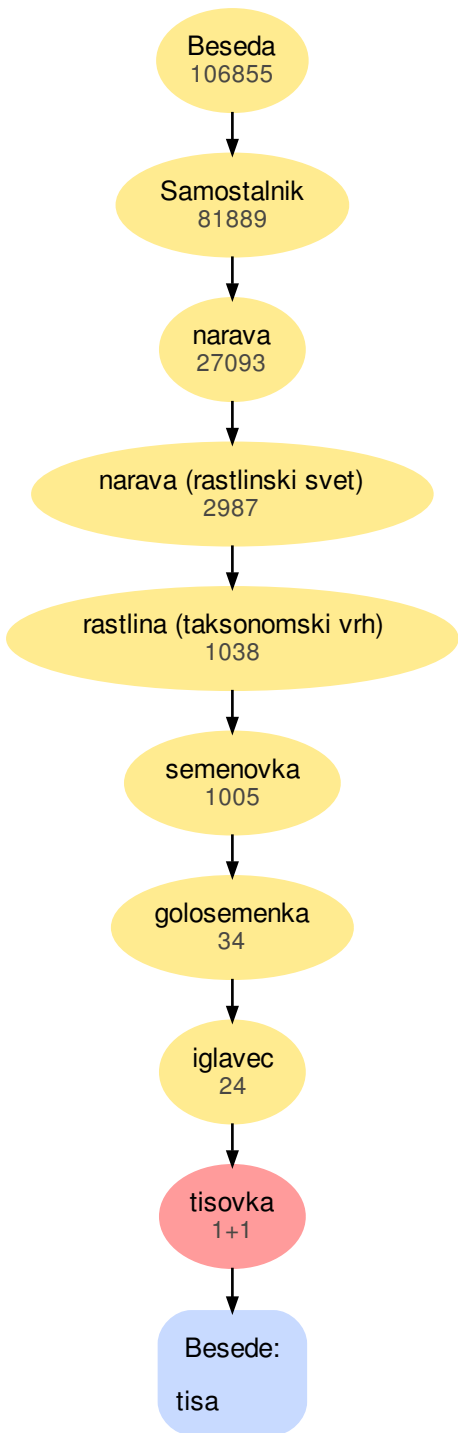 Beseda
106855
Samostalnik
81889
narava
27093
narava (rastlinski svet)
2987
rastlina (taksonomski vrh)
1038
semenovka
1005
golosemenka
34
iglavec
24
tisovka
1+1
Besede:
tisa